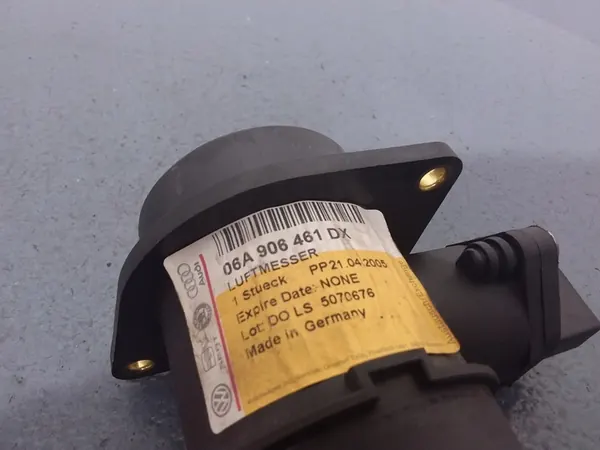 06A 906 461 DX
LUFTMESSER
1 Stueck PP21.04.2005
Expire Date: NONE
Lot: DO LS 5070676
Made in Germany
Audi